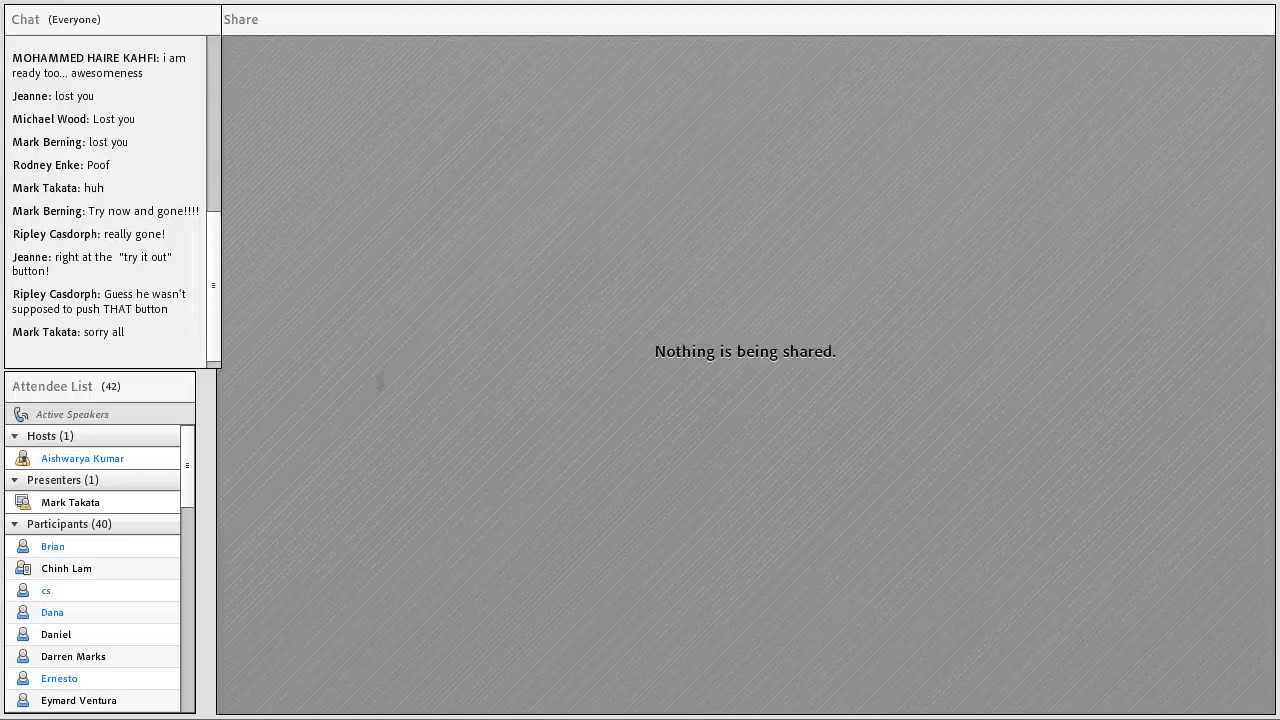 Chat (Everyone)
MOHAMMED HAIRE KAHFI: i am
ready too... awesomeness
Jeanne: lost you
Michael Wood: Lost you
Mark Berning: lost you
Rodney Enke: Poof
Mark Takata: huh
Mark Berning: Try now and gone!!!!
Ripley Casdorph: really gone!
Jeanne: right at the "try it out"
button!
Ripley Casdorph: Guess he wasn't
supposed to push THAT button
Mark Takata: sorry all
Attendee List (42)
Active Speakers
Hosts (1)
Aishwarya Kumar
Presenters (1)
Mark Takata
Participants (40)
Brian
Chinh Lam
cs
Dana
Daniel
Darren Marks
Ernesto
Eymard Ventura
Share
Nothing is being shared.